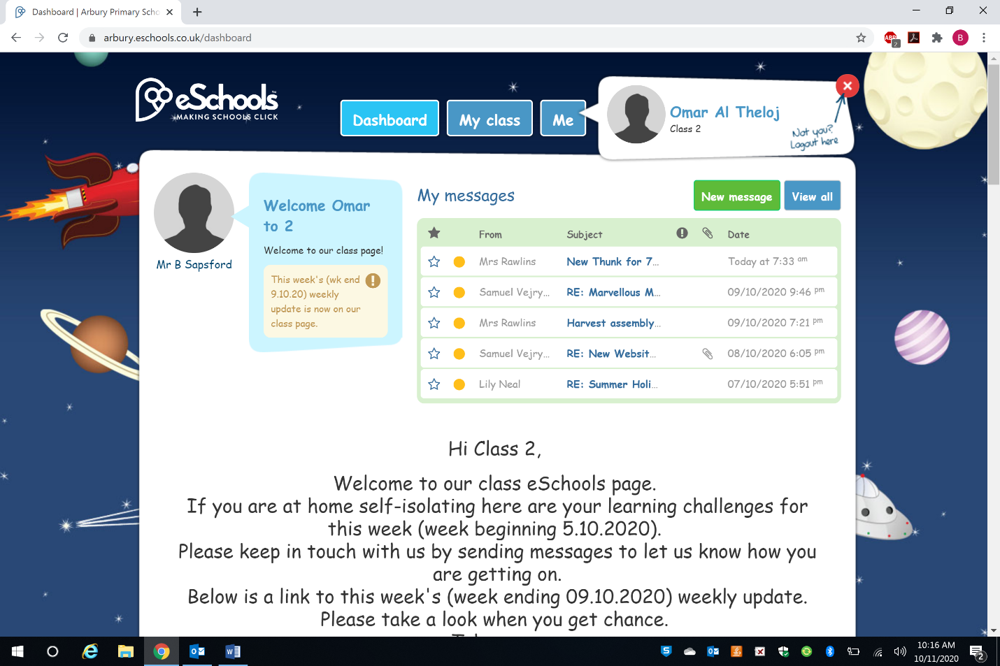 Dashboard | Arbury Primary Scho
arbury.eschools.co.uk/dashboard
ABP
2
B
eSchools
MAKING SCHOOLS CLICK
Dashboard
My class
Me
Omar Al Theloj
Class 2
Not you?
Logout here
Mr B Sapsford
Welcome Omar
to 2
Welcome to our class page!
This week's (wk end
9.10.20) weekly
update is now on our
class page.
My messages
New message
View all
From Subject Date
Mrs Rawlins New Thunk for 7... Today at 7:33 am
Samuel Vejry... RE: Marvellous M... 09/10/2020 9:46 pm
Mrs Rawlins Harvest assembly... 09/10/2020 7:21 pm
Samuel Vejry... RE: New Websit... 08/10/2020 6:05 pm
Lily Neal RE: Summer Holi... 07/10/2020 5:51 pm
Hi Class 2,
Welcome to our class eSchools page.
If you are at home self-isolating here are your learning challenges for
this week (week beginning 5.10.2020).
Please keep in touch with us by sending messages to let us know how you
are getting on.
Below is a link to this week's (week ending 09.10.2020) weekly update.
Please take a look when you get chance.
10:16 AM
10/11/2020
2